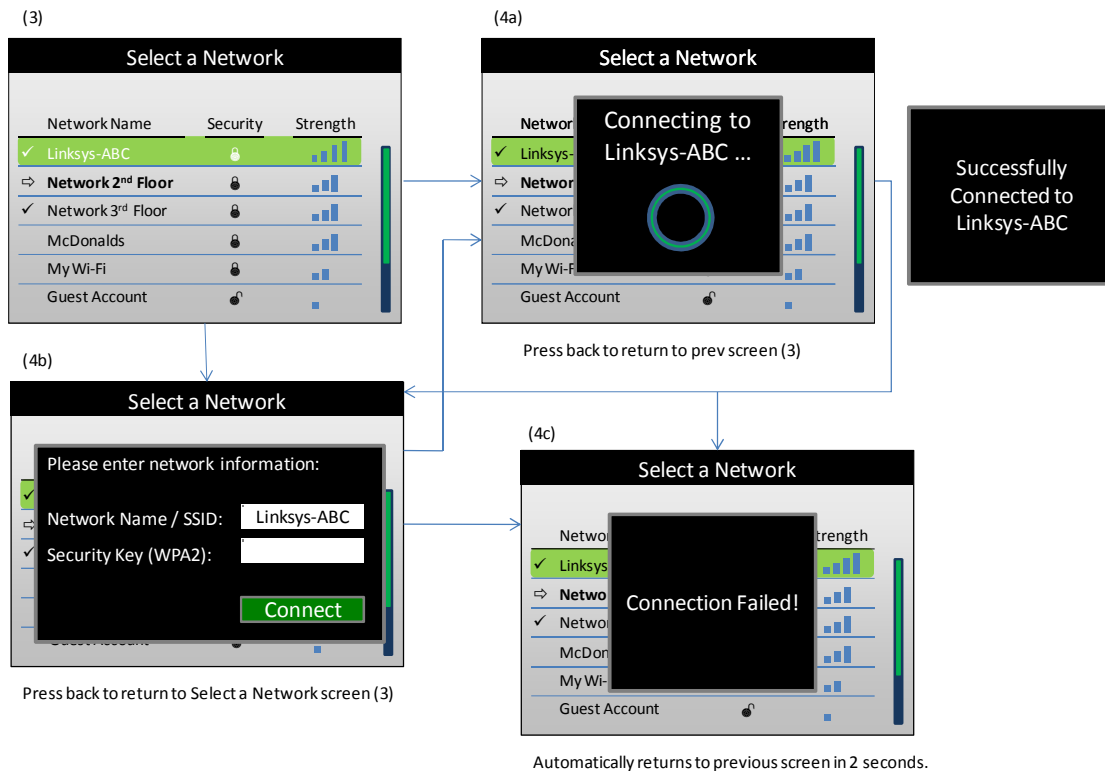 (3)
Select a Network
Network Name Security Strength
✓ Linksys-ABC
⇨ Network 2nd Floor
✓ Network 3rd Floor
McDonalds
My Wi-Fi
Guest Account
(4a)
Select a Network
Networ rength
Connecting to
Linksys-ABC ...
✓ Linksys-
⇨ Networ
✓ Networ
McDona
My Wi-F
Guest Account
Press back to return to prev screen (3)
Successfully
Connected to
Linksys-ABC
(4b)
Select a Network
Please enter network information:
Network Name / SSID: Linksys-ABC
Security Key (WPA2):
Connect
Press back to return to Select a Network screen (3)
(4c)
Select a Network
Networ trength
✓ Linksys
⇨ Netwo
✓ Networ
McDon
My Wi-
Guest Account
Connection Failed!
Automatically returns to previous screen in 2 seconds.